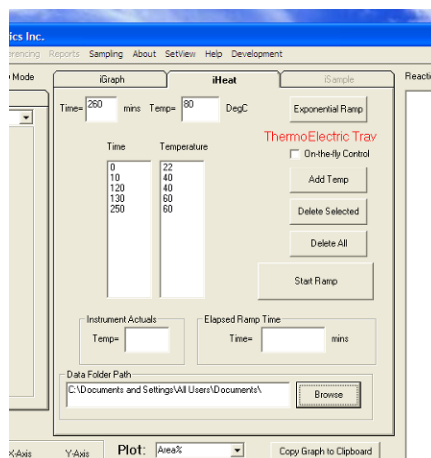 ics Inc.
erencing Reports Sampling About SetView Help Development
Mode
iGraph iHeat iSample Reacti
Time= 260 mins Temp= 80 DegC Exponential Ramp
ThermoElectric Trav
On-the-fly Control
Time Temperature
0 22
10 40
120 40
130 60
250 60
Add Temp
Delete Selected
Delete All
Start Ramp
Instrument Actuals Elapsed Ramp Time
Temp= Time= mins
Data Folder Path
C:\Documents and Settings\All Users\Documents\ Browse
X-Axis Y-Axis Plot: Area% Copy Graph to Clipboard